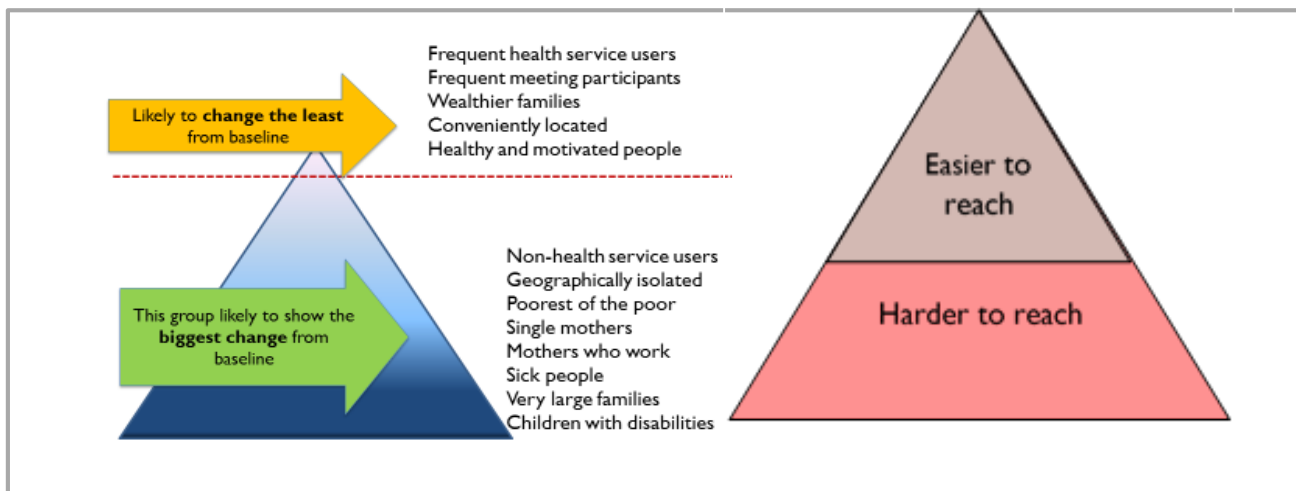 Frequent health service users
Frequent meeting participants
Wealthier families
Conveniently located
Healthy and motivated people
Likely to change the least
from baseline
Easier to
reach
Non-health service users
Geographically isolated
Poorest of the poor
Single mothers
Mothers who work
Sick people
Very large families
Children with disabilities
This group likely to show the
biggest change from
baseline
Harder to reach